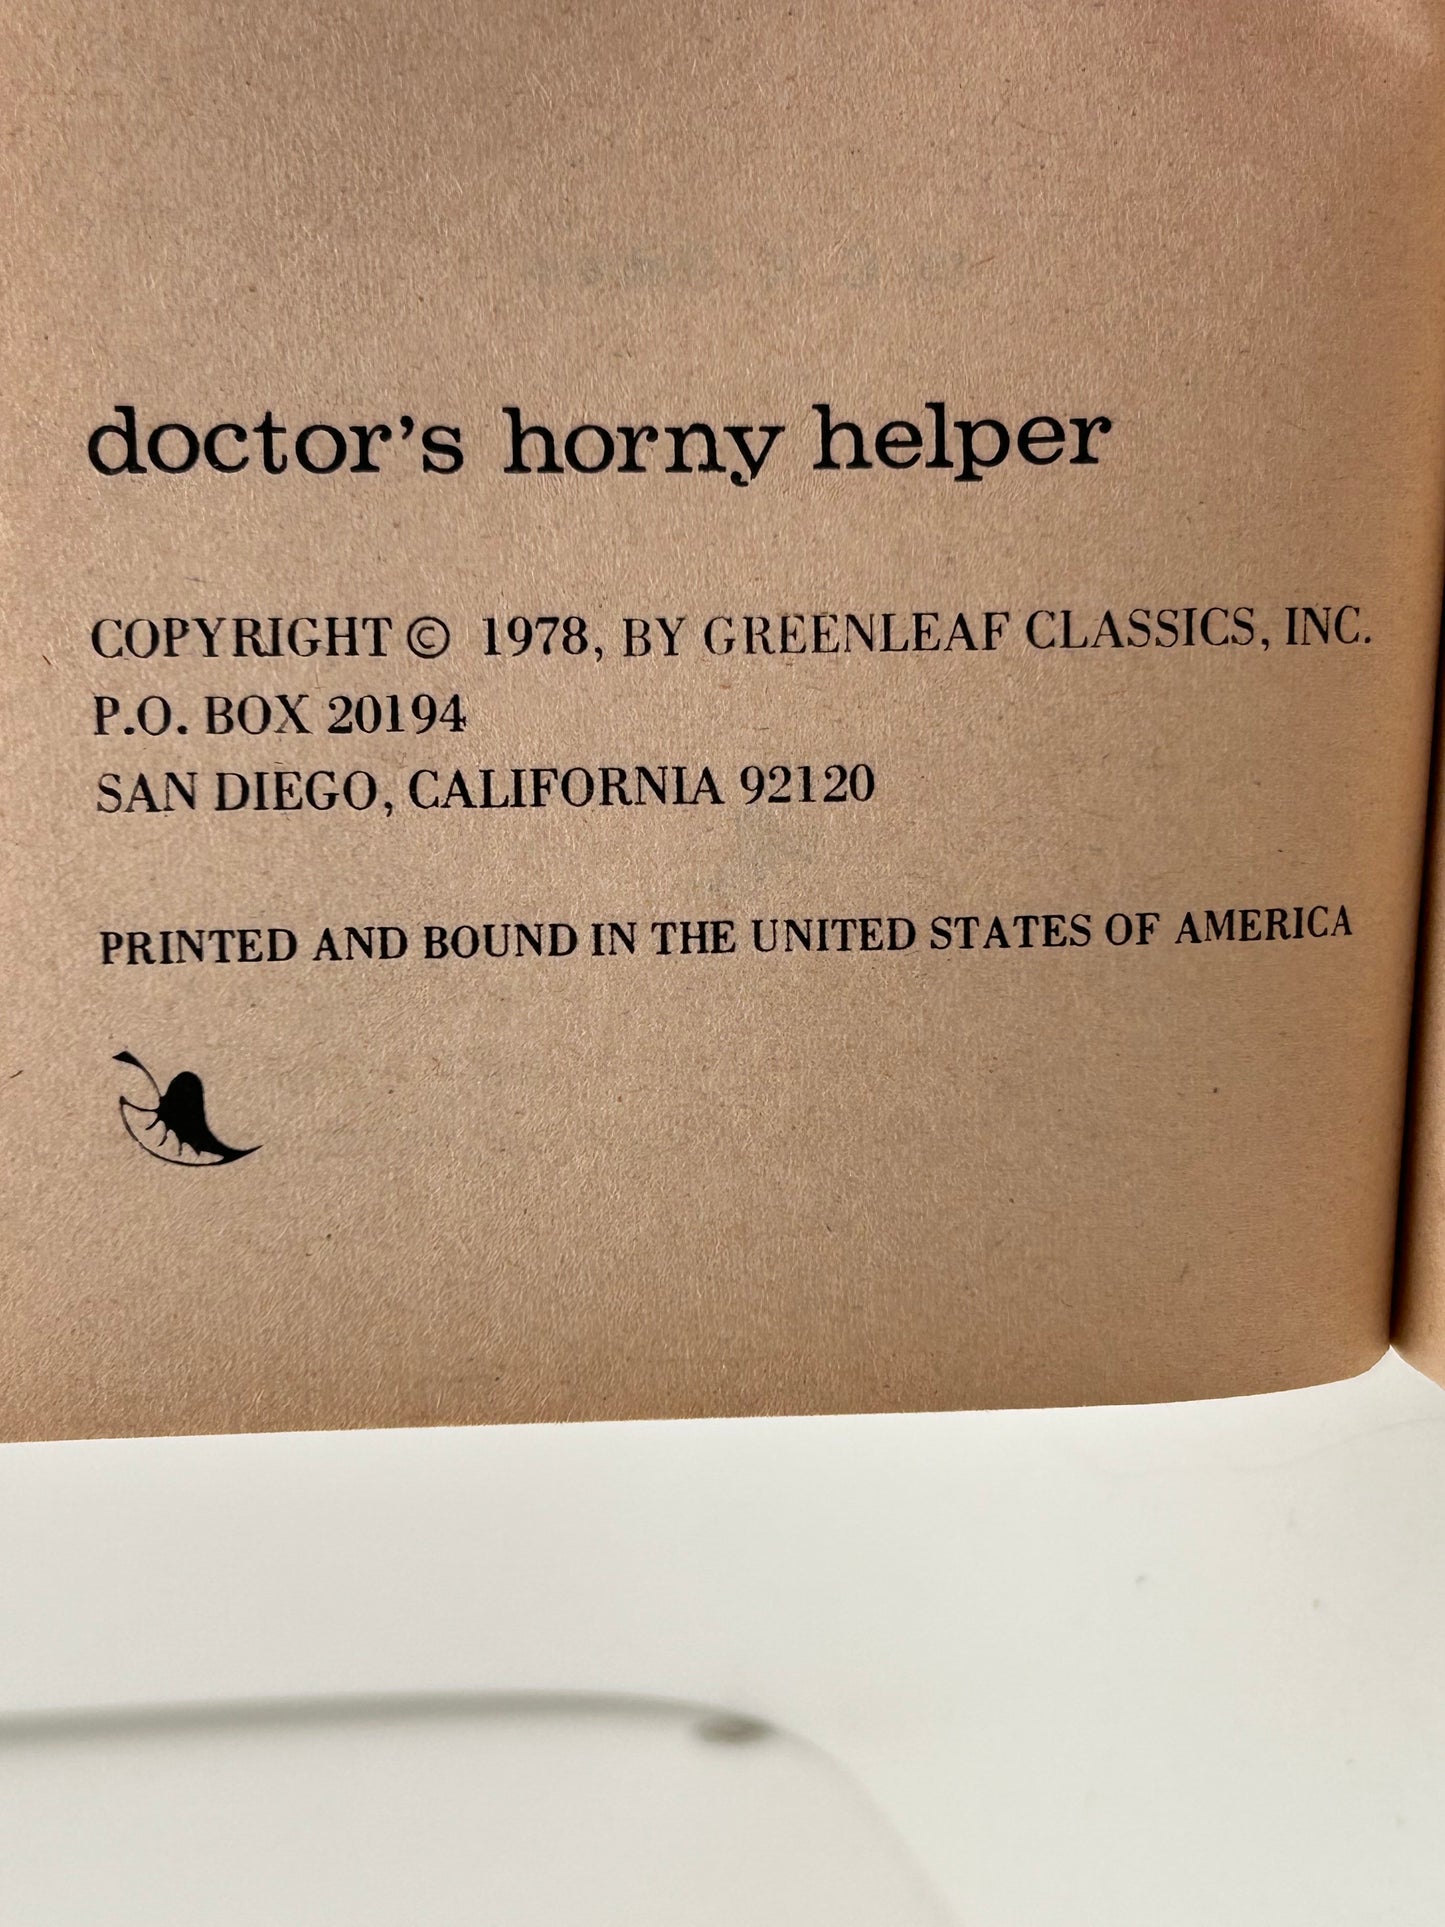 doctor's horny helper
COPYRIGHT © 1978, BY GREENLEAF CLASSICS, INC.
P.O. BOX 20194
SAN DIEGO, CALIFORNIA 92120
PRINTED AND BOUND IN THE UNITED STATES OF AMERICA